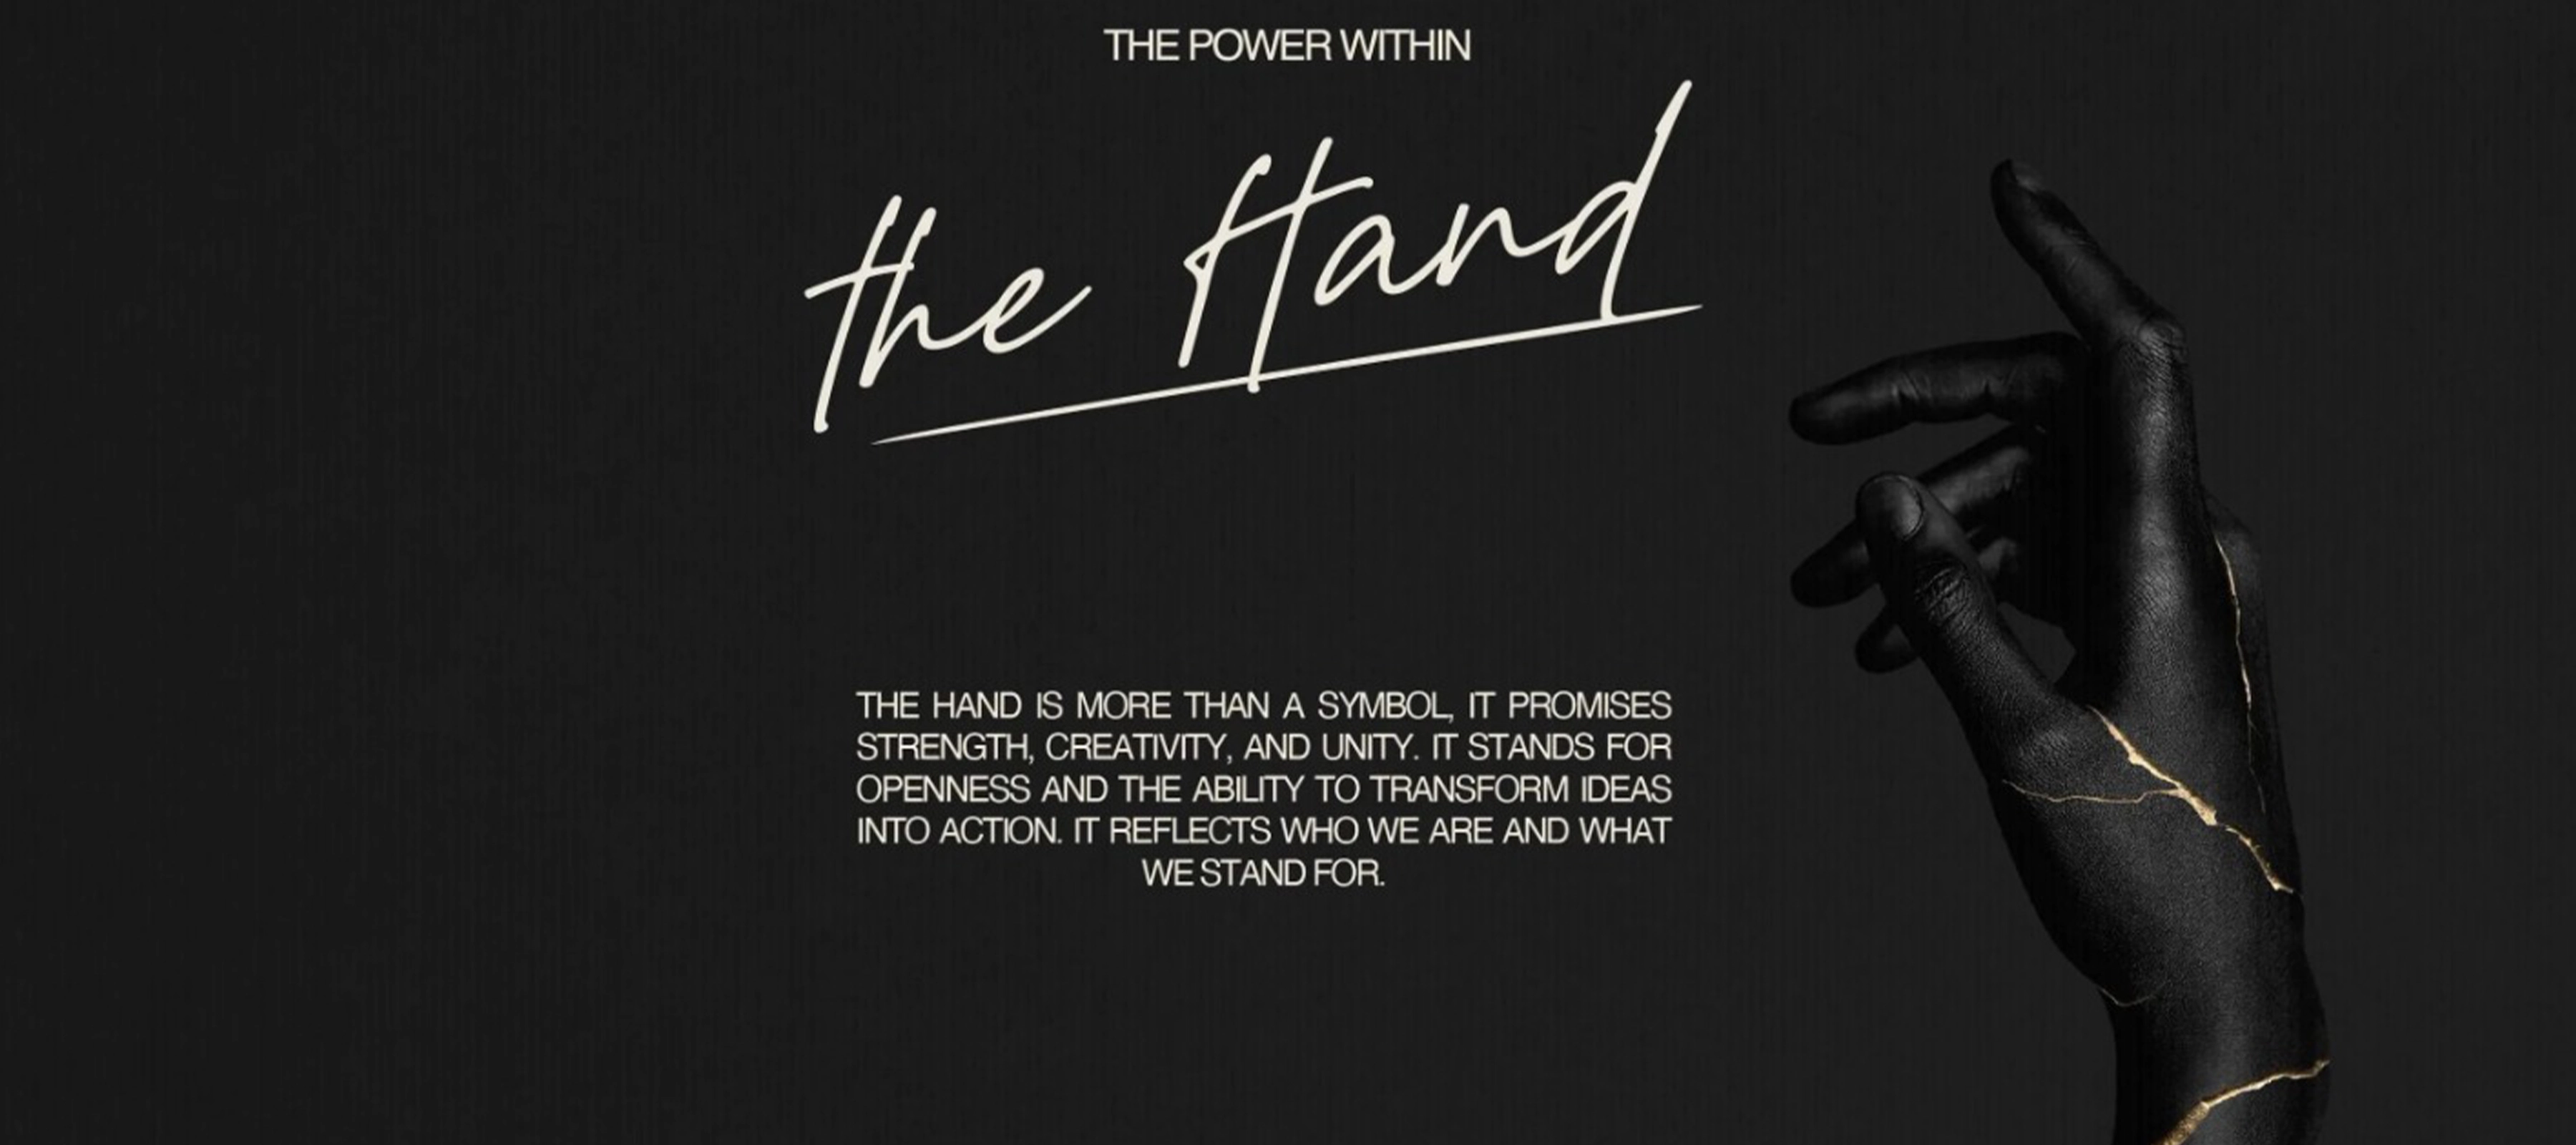 THE POWER WITHIN
the Hand
THE HAND IS MORE THAN A SYMBOL, IT PROMISES
STRENGTH, CREATIVITY, AND UNITY. IT STANDS FOR
OPENNESS AND THE ABILITY TO TRANSFORM IDEAS
INTO ACTION. IT REFLECTS WHO WE ARE AND WHAT
WE STAND FOR.